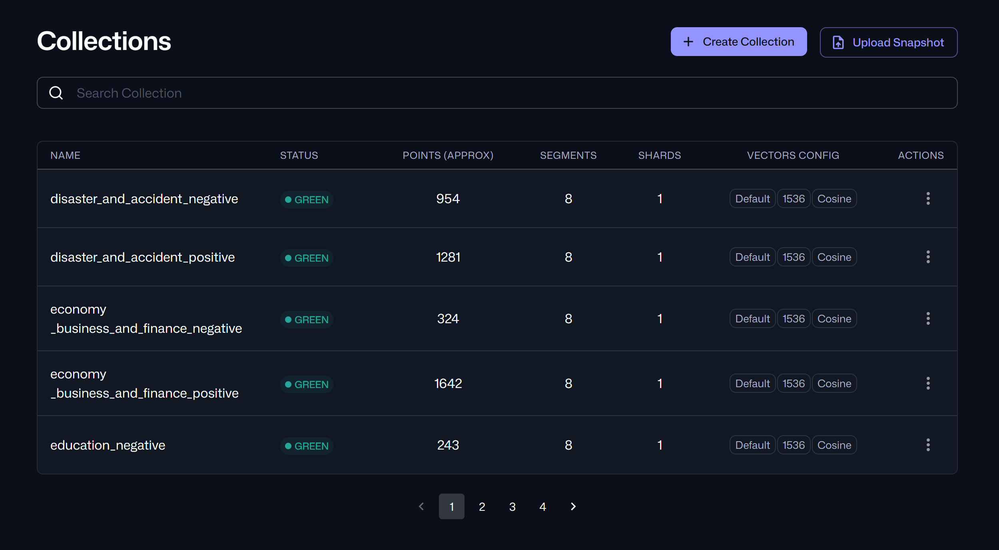 Collections
Create Collection
Upload Snapshot
Search Collection
NAME STATUS POINTS (APPROX) SEGMENTS SHARDS VECTORS CONFIG ACTIONS
disaster_and_accident_negative GREEN 954 8 1 Default 1536 Cosine
disaster_and_accident_positive GREEN 1281 8 1 Default 1536 Cosine
economy
_business_and_finance_negative GREEN 324 8 1 Default 1536 Cosine
economy
_business_and_finance_positive GREEN 1642 8 1 Default 1536 Cosine
education_negative GREEN 243 8 1 Default 1536 Cosine
1 2 3 4